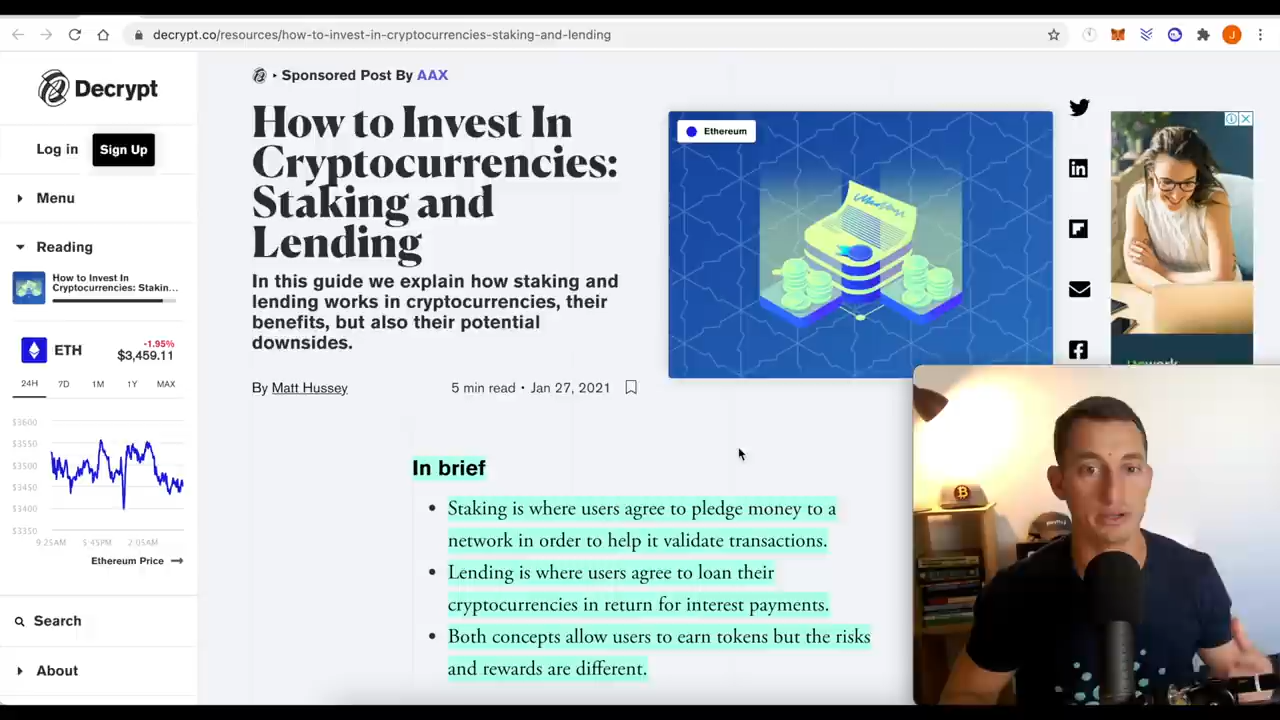 decrypt.co/resources/how-to-invest-in-cryptocurrencies-staking-and-lending
J
Decrypt
Log in
Sign Up
Menu
Reading
How to Invest In
Cryptocurrencies: Stakin...
ETH
-1.95%
$3,459.11
24H
7D
1M
1Y
MAX
$3600
$3550
$3500
$3450
$3400
$3350
9:25AM
5:45PM
2:05AM
Ethereum Price
Search
About
Sponsored Post By AAX
How to Invest In
Cryptocurrencies:
Staking and
Lending
In this guide we explain how staking and
lending works in cryptocurrencies, their
benefits, but also their potential
downsides.
By Matt Hussey
5 min read • Jan 27, 2021
Ethereum
In brief
• Staking is where users agree to pledge money to a
network in order to help it validate transactions.
• Lending is where users agree to loan their
cryptocurrencies in return for interest payments.
• Both concepts allow users to earn tokens but the risks
and rewards are different.